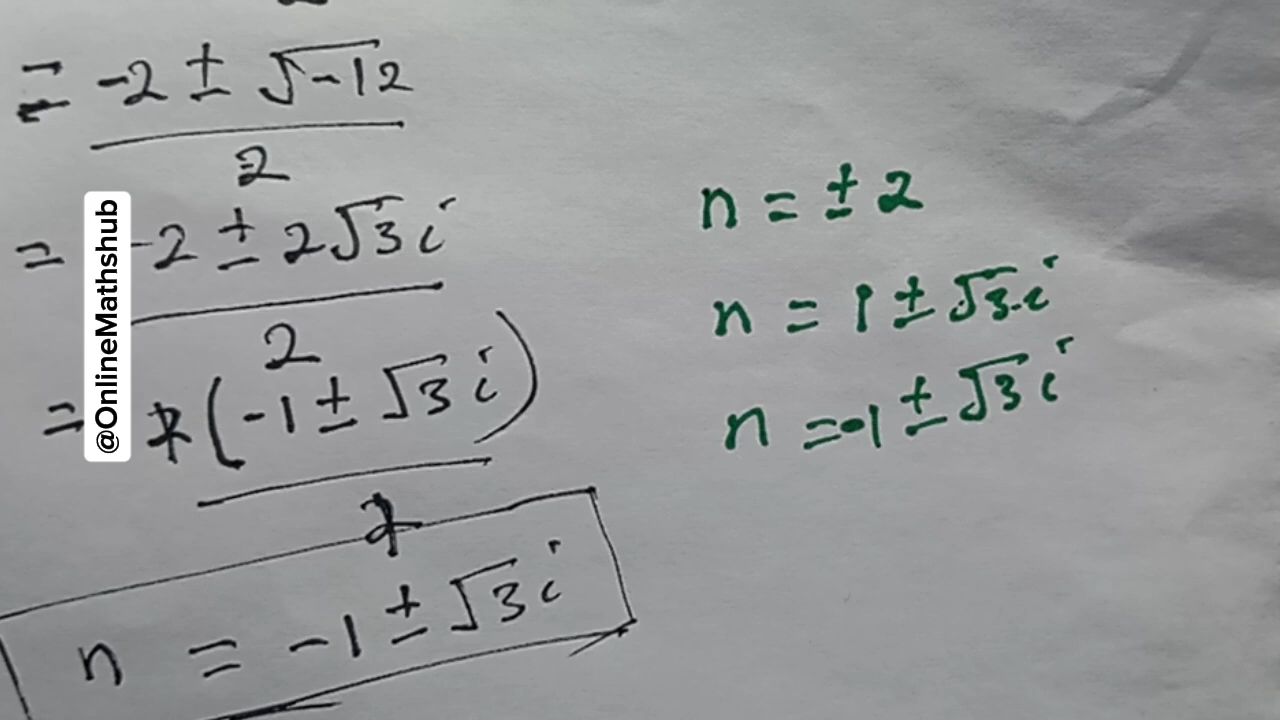 = -2 ± √-12
2
= -2 ± 2√3 i
2
= 2(-1 ± √3 i)
2
n = -1 ± √3 i
n = ± 2
n = 1 ± √3 i
n = -1 ± √3 i
@OnlineMathshub